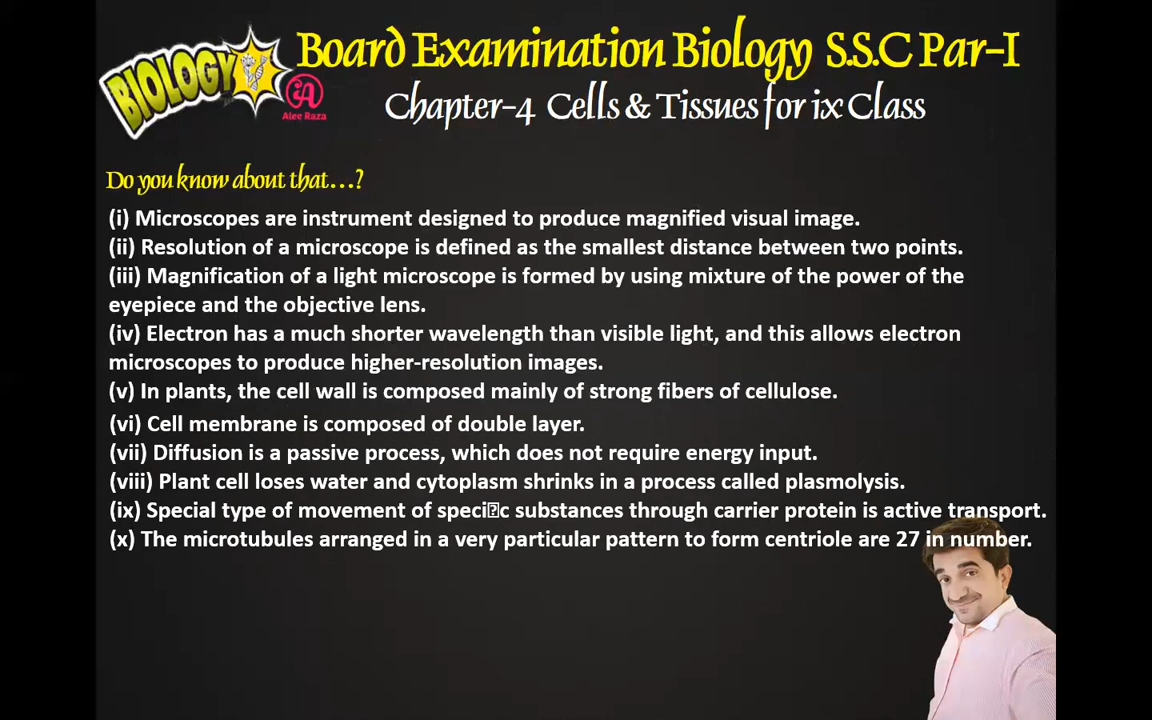 BIOLOGY
Board Examination Biology S.S.C Par-I
Alee Raza
Chapter-4 Cells & Tissues for ix Class
Do you know about that...?
(i) Microscopes are instrument designed to produce magnified visual image.
(ii) Resolution of a microscope is defined as the smallest distance between two points.
(iii) Magnification of a light microscope is formed by using mixture of the power of the
eyepiece and the objective lens.
(iv) Electron has a much shorter wavelength than visible light, and this allows electron
microscopes to produce higher-resolution images.
(v) In plants, the cell wall is composed mainly of strong fibers of cellulose.
(vi) Cell membrane is composed of double layer.
(vii) Diffusion is a passive process, which does not require energy input.
(viii) Plant cell loses water and cytoplasm shrinks in a process called plasmolysis.
(ix) Special type of movement of speci⍰c substances through carrier protein is active transport.
(x) The microtubules arranged in a very particular pattern to form centriole are 27 in number.